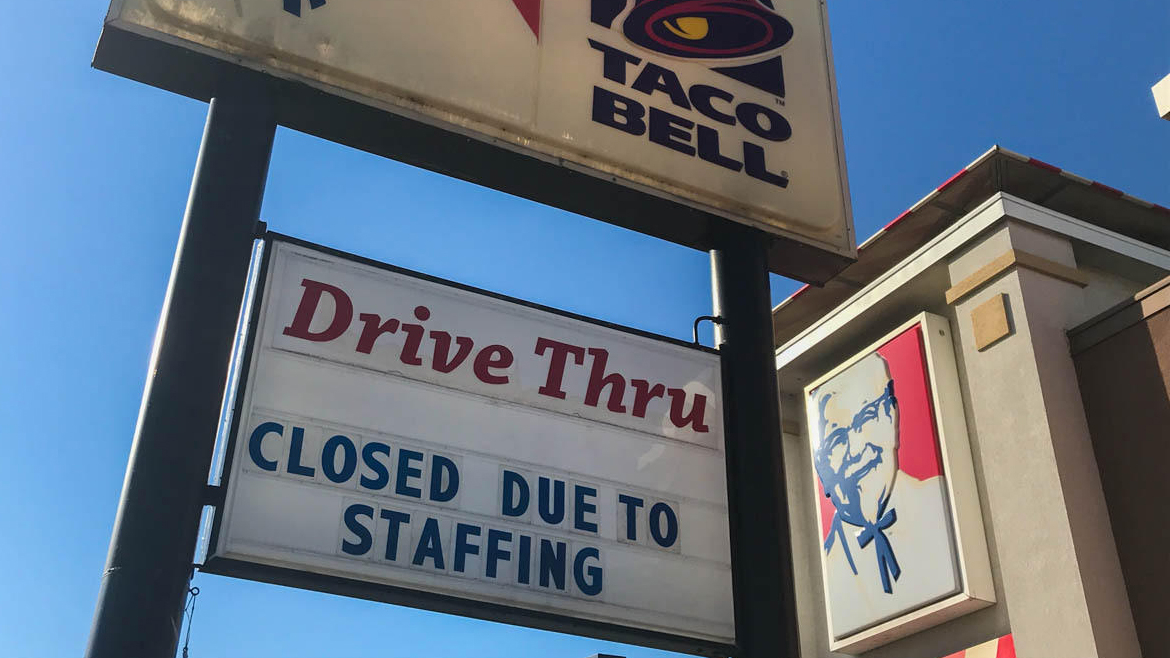 TACO
BELL
Drive Thru
CLOSED DUE TO
STAFFING